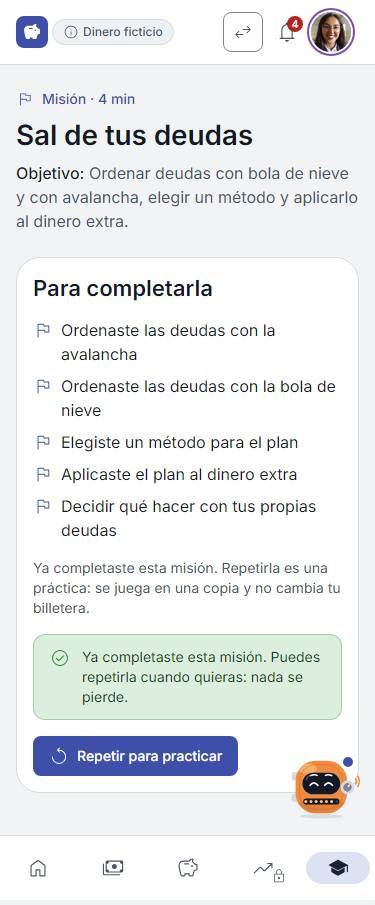 Dinero ficticio
4
Misión · 4 min
Sal de tus deudas
Objetivo: Ordenar deudas con bola de nieve
y con avalancha, elegir un método y aplicarlo
al dinero extra.
Para completarla
Ordenaste las deudas con la
avalancha
Ordenaste las deudas con la bola de
nieve
Elegiste un método para el plan
Aplicaste el plan al dinero extra
Decidir qué hacer con tus propias
deudas
Ya completaste esta misión. Repetirla es una
práctica: se juega en una copia y no cambia tu
billetera.
Ya completaste esta misión. Puedes
repetirla cuando quieras: nada se
pierde.
Repetir para practicar